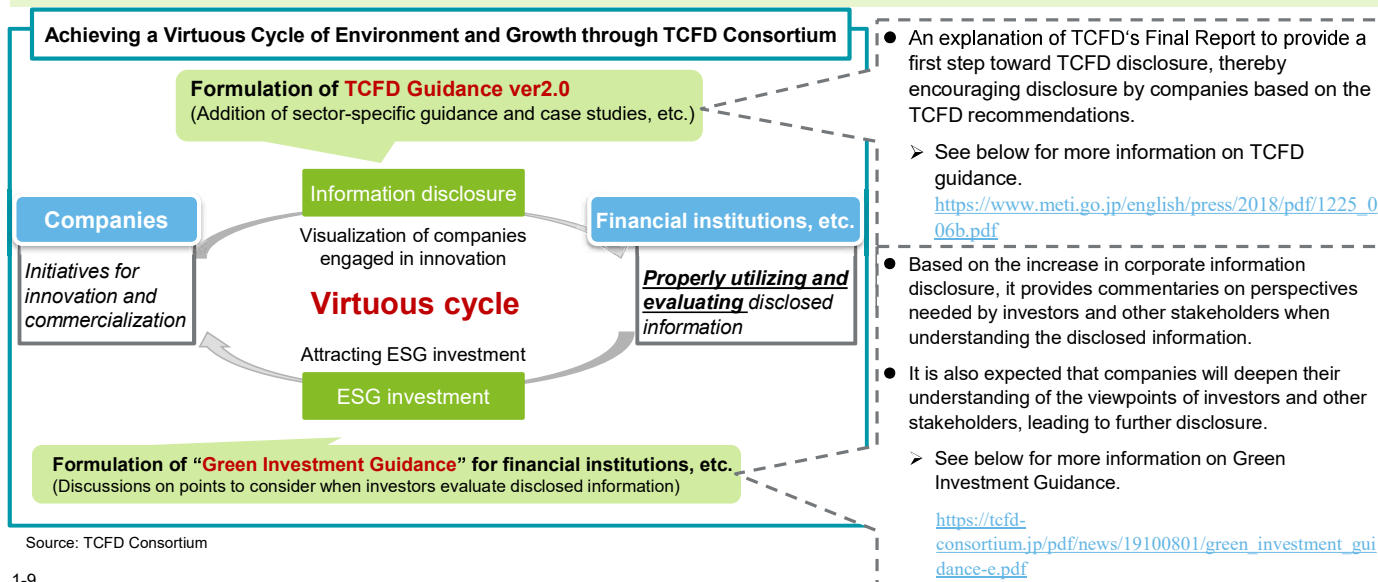 Achieving a Virtuous Cycle of Environment and Growth through TCFD Consortium
Formulation of TCFD Guidance ver2.0
(Addition of sector-specific guidance and case studies, etc.)
Information disclosure
Companies
Financial institutions, etc.
Visualization of companies
engaged in innovation
Initiatives for
innovation and
commercialization
Virtuous cycle
Properly utilizing and
evaluating disclosed
information
Attracting ESG investment
ESG investment
Formulation of “Green Investment Guidance” for financial institutions, etc.
(Discussions on points to consider when investors evaluate disclosed information)
Source: TCFD Consortium
1-9
● An explanation of TCFD‘s Final Report to provide a
first step toward TCFD disclosure, thereby
encouraging disclosure by companies based on the
TCFD recommendations.
➢ See below for more information on TCFD
guidance.
https://www.meti.go.jp/english/press/2018/pdf/1225_0
06b.pdf
● Based on the increase in corporate information
disclosure, it provides commentaries on perspectives
needed by investors and other stakeholders when
understanding the disclosed information.
● It is also expected that companies will deepen their
understanding of the viewpoints of investors and other
stakeholders, leading to further disclosure.
➢ See below for more information on Green
Investment Guidance.
https://tcfd-
consortium.jp/pdf/news/19100801/green_investment_gui
dance-e.pdf